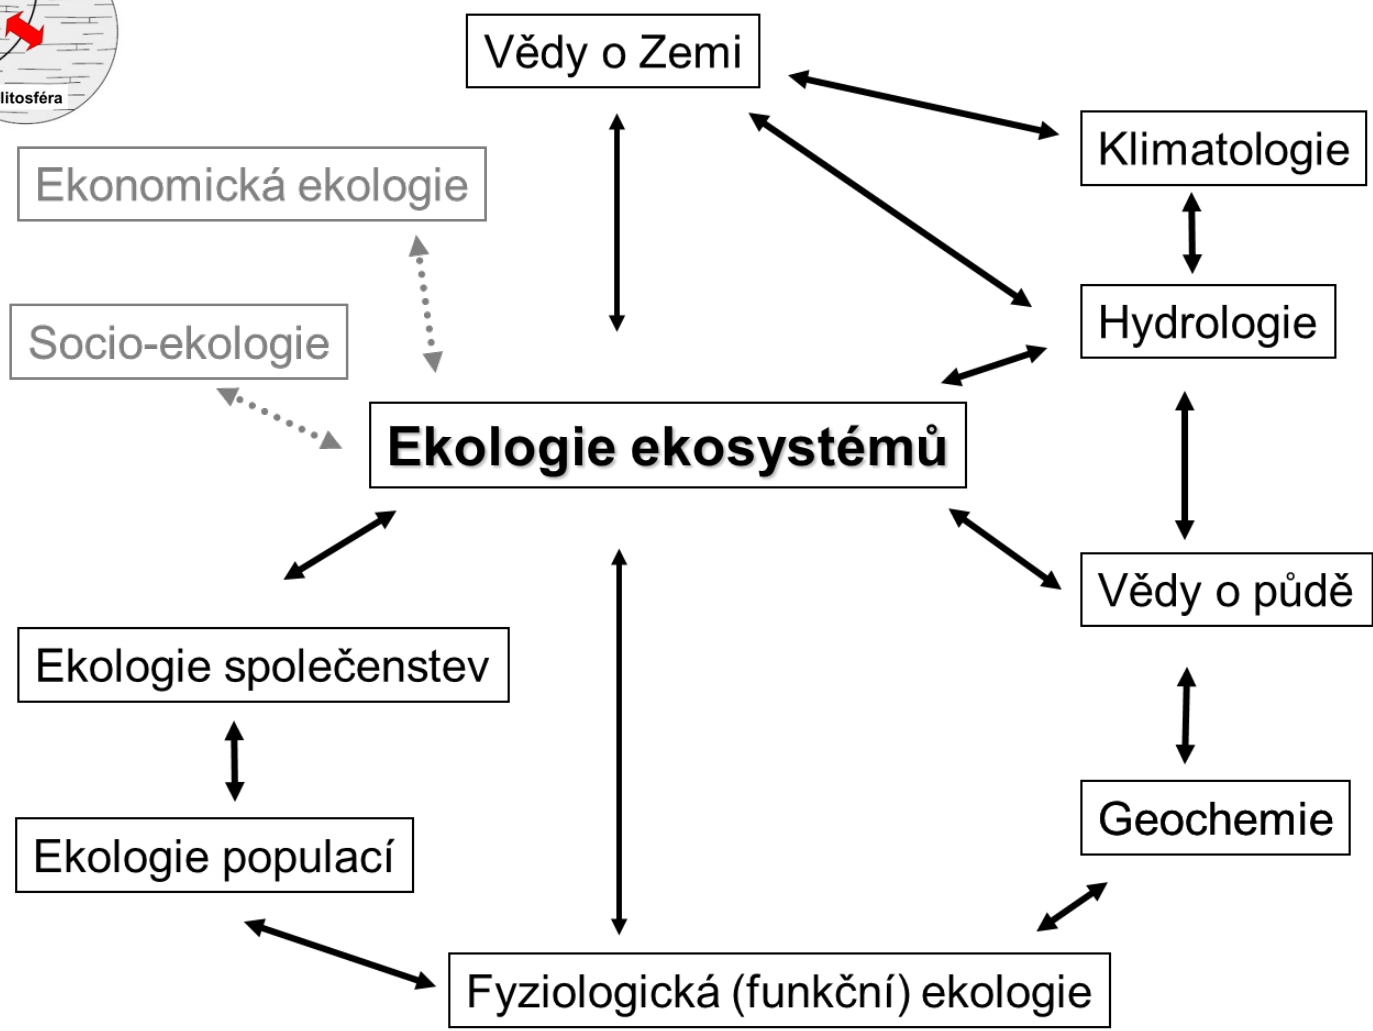 Vědy o Zemi
litosféra
Klimatologie
Ekonomická ekologie
Hydrologie
Socio-ekologie
Ekologie ekosystémů
Vědy o půdě
Ekologie společenstev
Geochemie
Ekologie populací
Fyziologická (funkční) ekologie